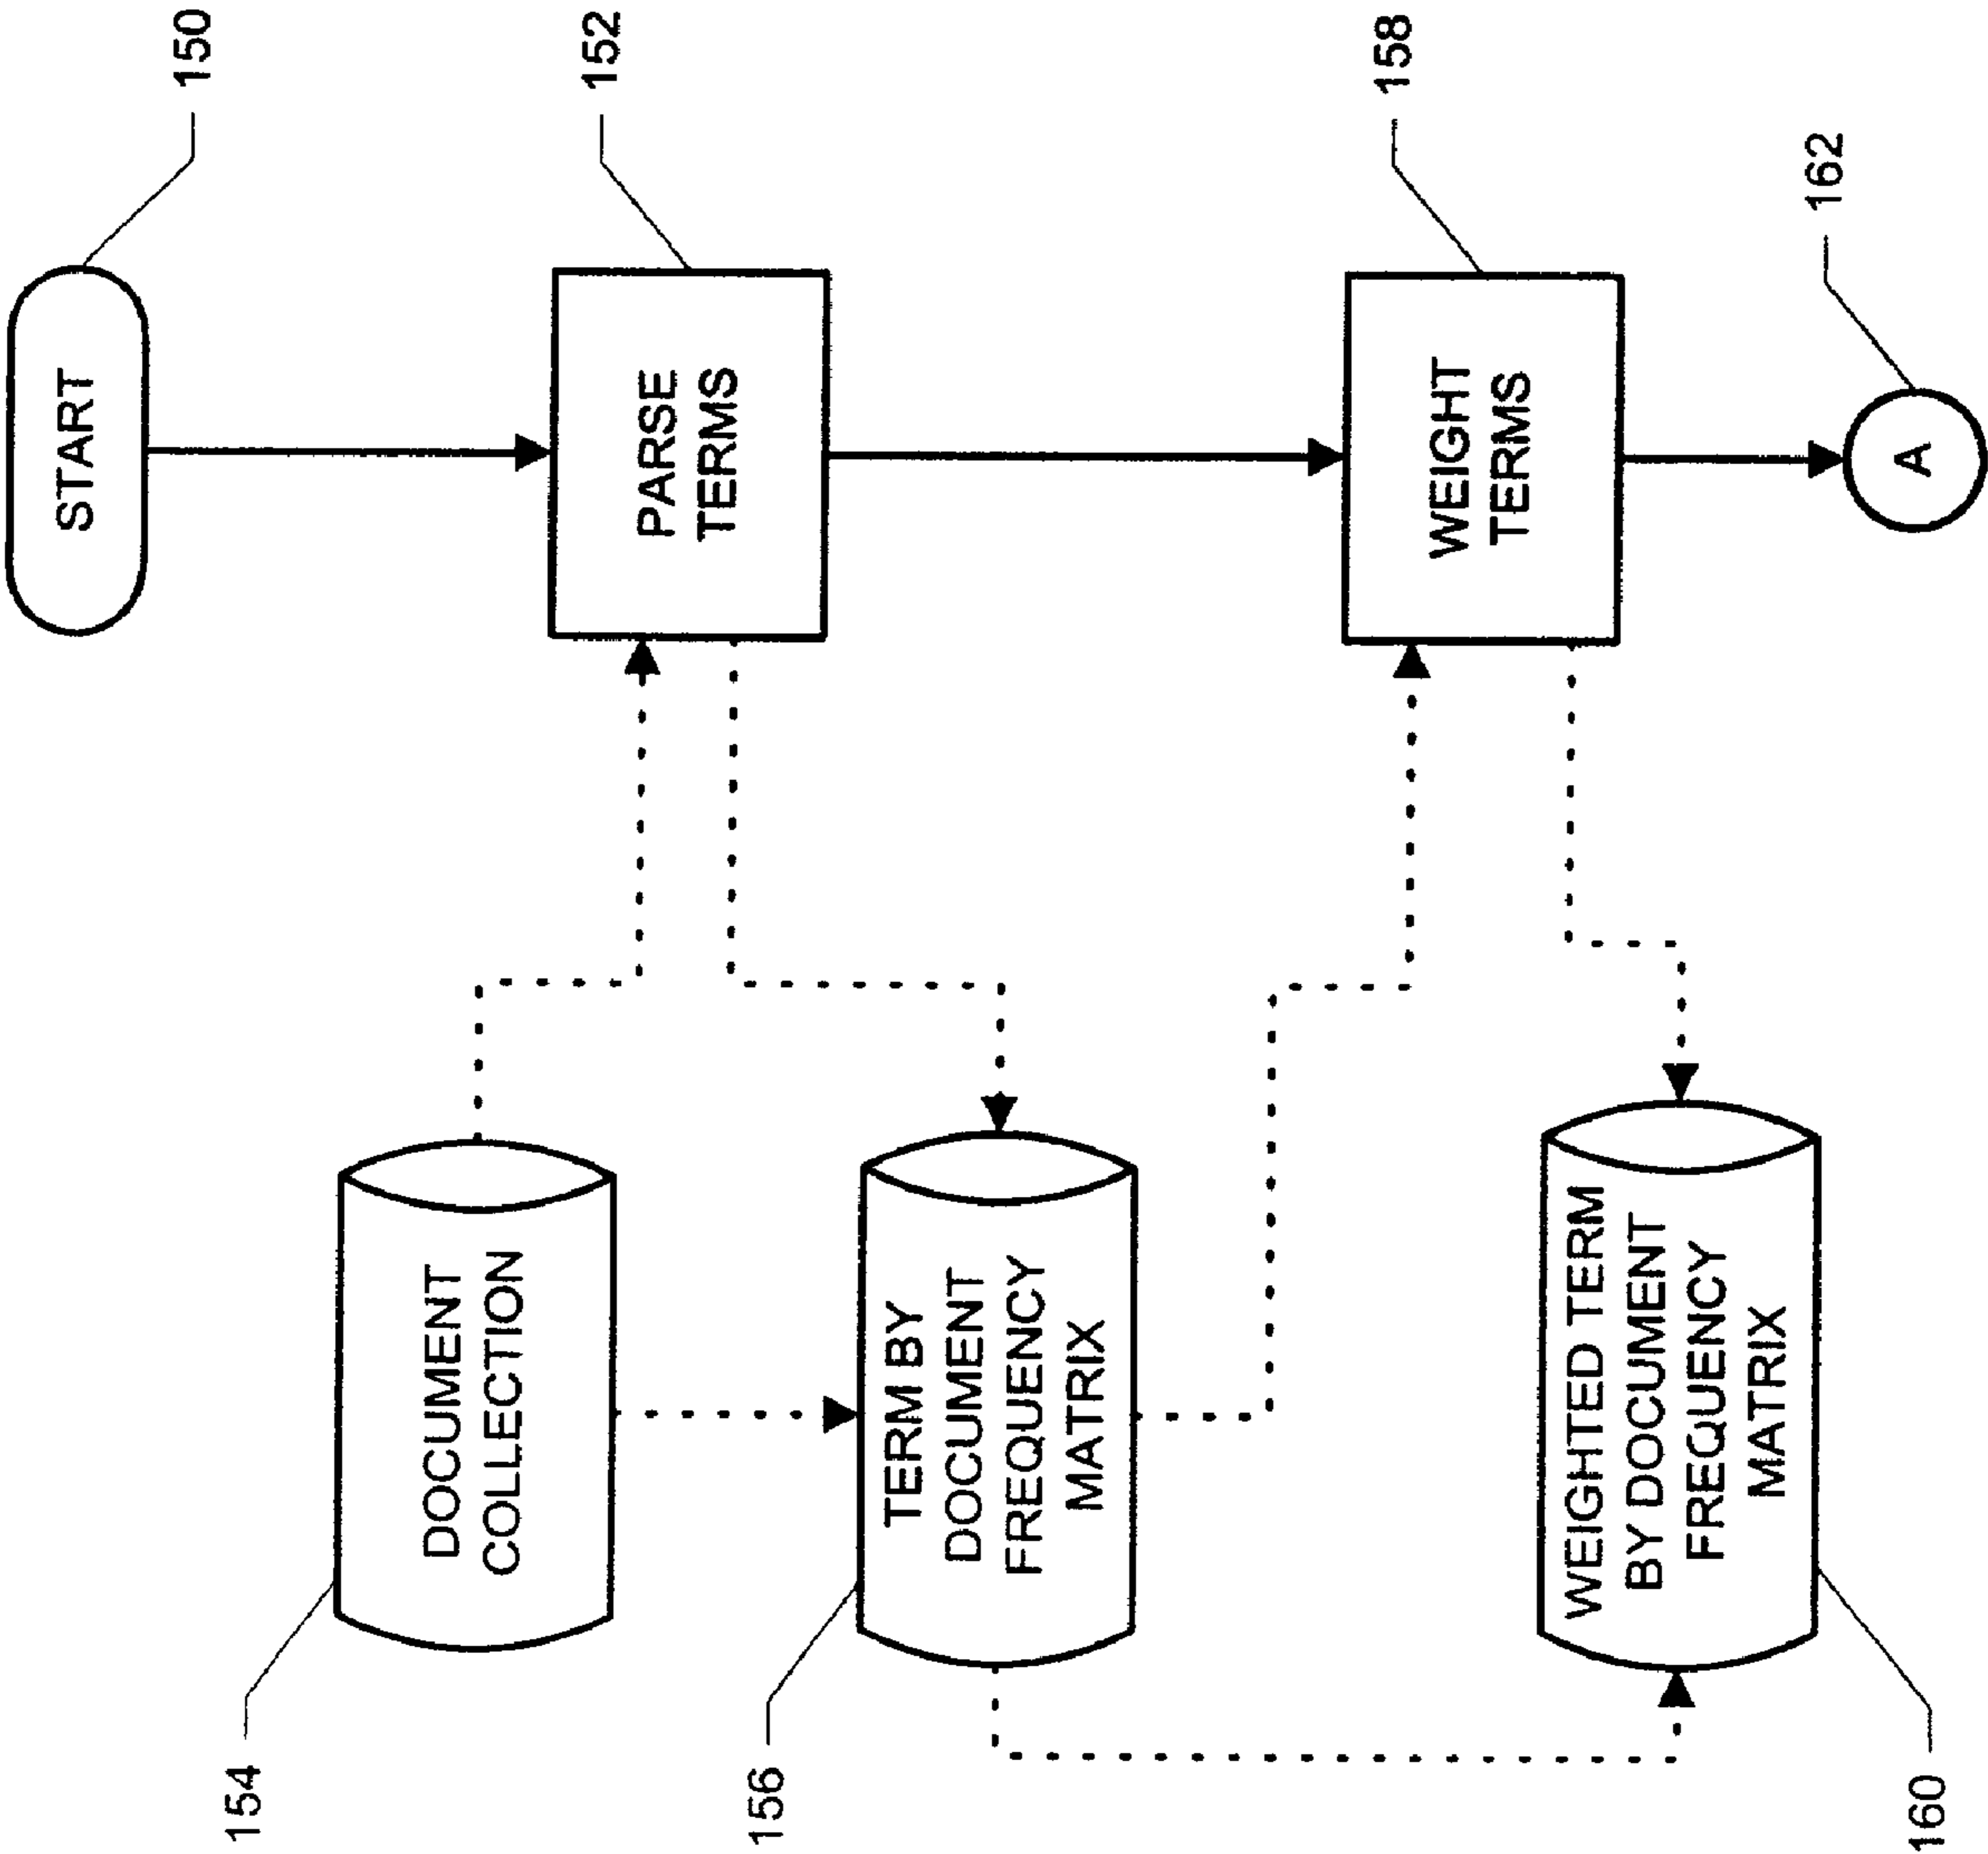 START
150
PARSE
TERMS
152
154
DOCUMENT
COLLECTION
156
TERM BY
DOCUMENT
FREQUENCY
MATRIX
WEIGHT
TERMS
158
WEIGHTED TERM
BY DOCUMENT
FREQUENCY
MATRIX
160
A
162